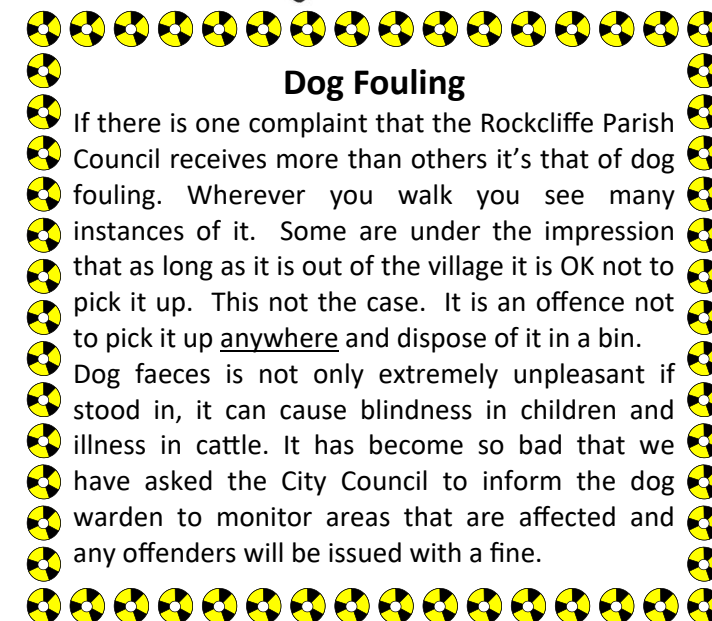 Dog Fouling
If there is one complaint that the Rockcliffe Parish
Council receives more than others it's that of dog
fouling. Wherever you walk you see many
instances of it. Some are under the impression
that as long as it is out of the village it is OK not to
pick it up. This not the case. It is an offence not
to pick it up anywhere and dispose of it in a bin.
Dog faeces is not only extremely unpleasant if
stood in, it can cause blindness in children and
illness in cattle. It has become so bad that we
have asked the City Council to inform the dog
warden to monitor areas that are affected and
any offenders will be issued with a fine.